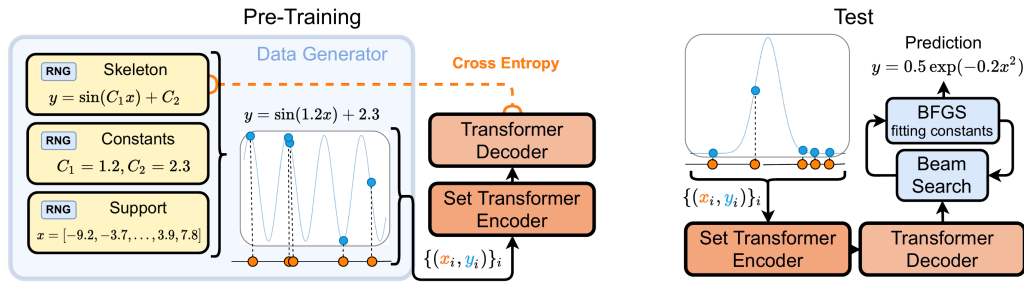 Pre-Training
Data Generator
RNG Skeleton
y = sin(C₁x) + C₂
RNG Constants
C₁ = 1.2, C₂ = 2.3
RNG Support
x = [−9.2, −3.7, . . . , 3.9, 7.8]
y = sin(1.2x) + 2.3
Cross Entropy
Transformer
Decoder
Set Transformer
Encoder
{(xᵢ, yᵢ)}ᵢ
Test
{(xᵢ, yᵢ)}ᵢ
Set Transformer
Encoder
Transformer
Decoder
Beam
Search
BFGS
fitting constants
Prediction
y = 0.5 exp(−0.2x²)